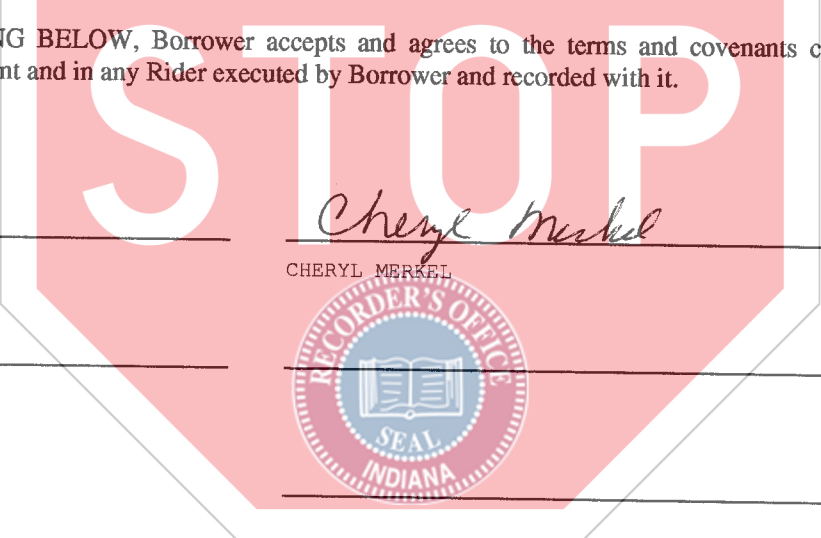 NG BELOW, Borrower accepts and agrees to the terms and covenants c
nt and in any Rider executed by Borrower and recorded with it.
STOP
Cheryl Merkel
CHERYL MERKEL
RECORDER'S OFFICE
SEAL
INDIANA